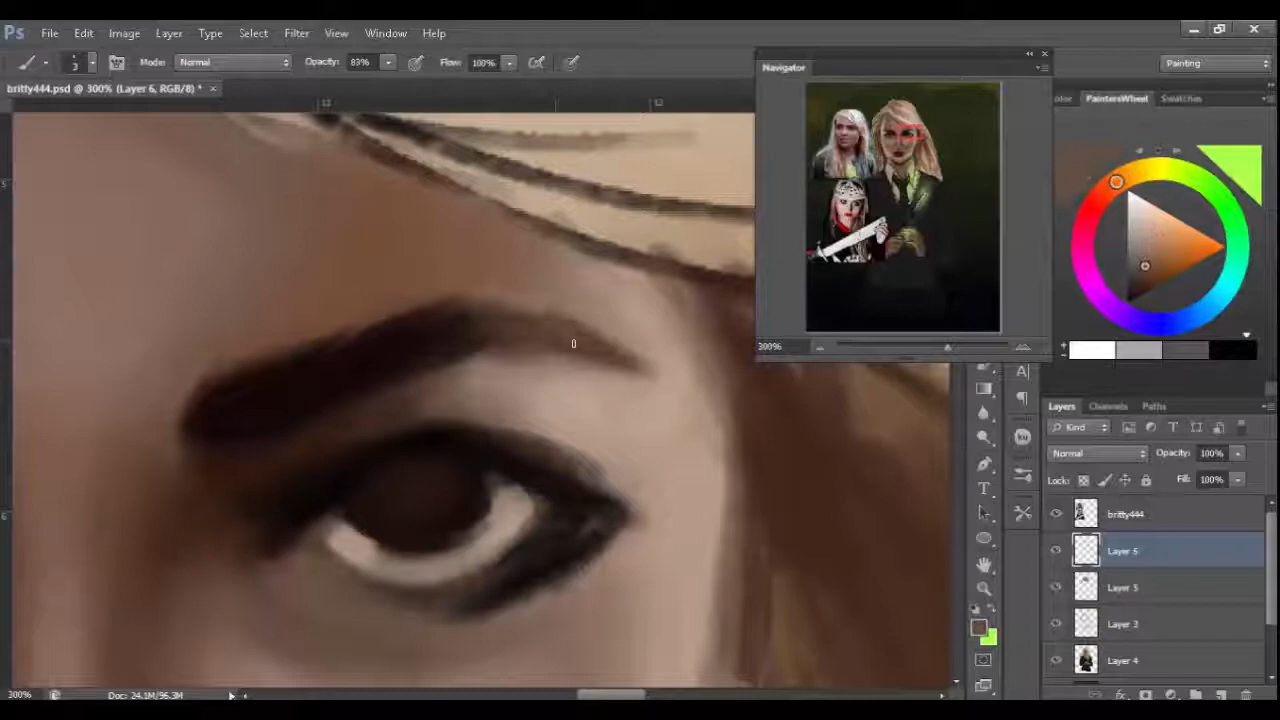 Ps File Edit Image Layer Type Select Filter View Window Help
3 Mode: Normal Opacity: 83% Flow: 100% Painting
britty444.psd @ 300% (Layer 6, RGB/8) *
Navigator
300%
olor PaintersWheel Swatches
Layers Channels Paths
Kind
Normal Opacity: 100%
Lock: Fill: 100%
britty444
Layer 6
Layer 5
Layer 3
Layer 4
300% Doc: 24.1M/96.3M